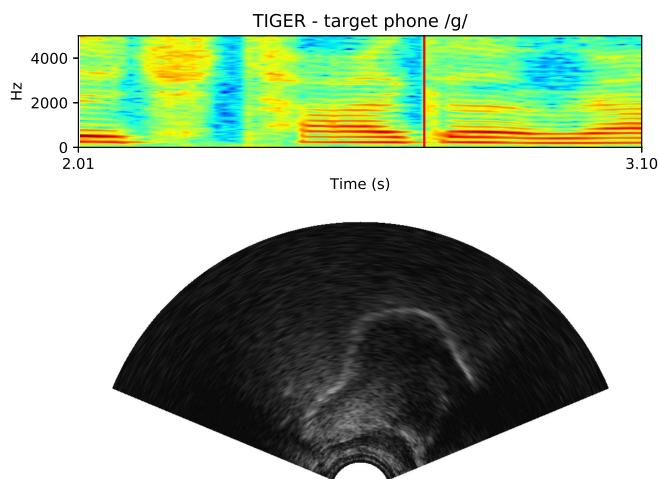 TIGER - target phone /g/
4000
Hz
2000
0
2.01
3.10
Time (s)